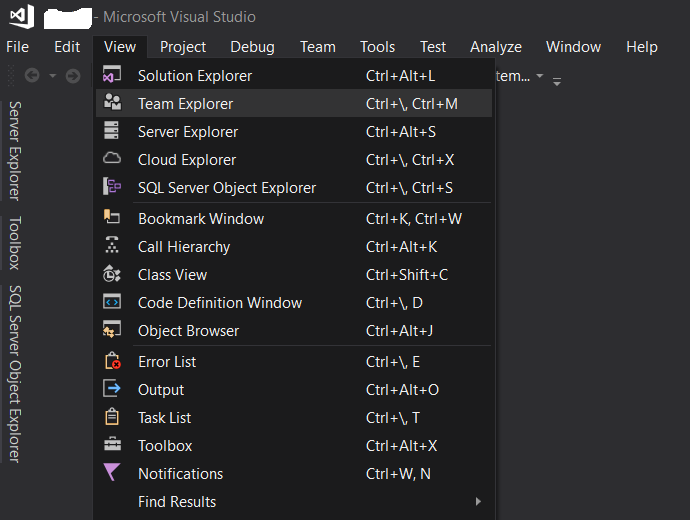 - Microsoft Visual Studio
File Edit View Project Debug Team Tools Test Analyze Window Help
tem...
Solution Explorer Ctrl+Alt+L
Team Explorer Ctrl+\, Ctrl+M
Server Explorer Ctrl+Alt+S
Cloud Explorer Ctrl+\, Ctrl+X
SQL Server Object Explorer Ctrl+\, Ctrl+S
Bookmark Window Ctrl+K, Ctrl+W
Call Hierarchy Ctrl+Alt+K
Class View Ctrl+Shift+C
Code Definition Window Ctrl+\, D
Object Browser Ctrl+Alt+J
Error List Ctrl+\, E
Output Ctrl+Alt+O
Task List Ctrl+\, T
Toolbox Ctrl+Alt+X
Notifications Ctrl+W, N
Find Results
Server Explorer
Toolbox
SQL Server Object Explorer